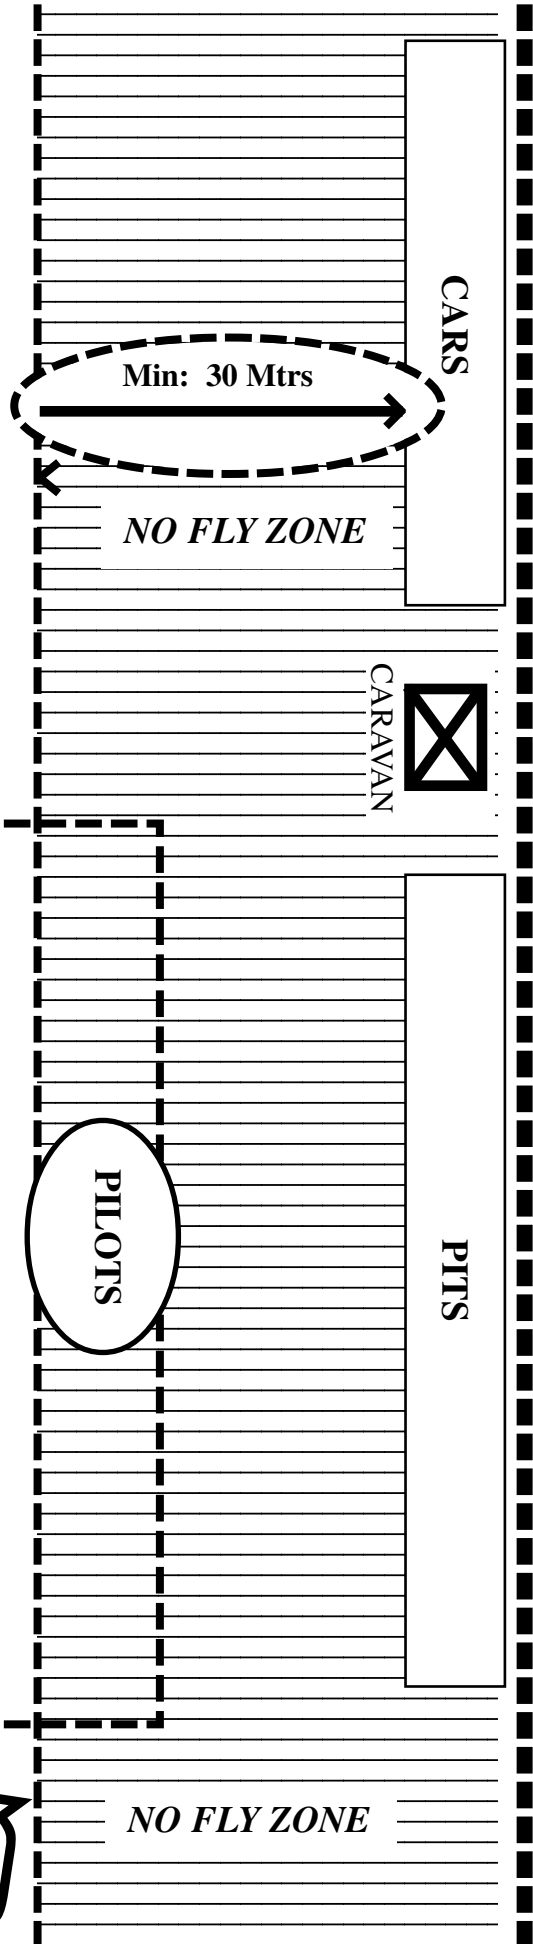 CARS
Min: 30 Mtrs
NO FLY ZONE
CARAVAN
PILOTS
PITS
NO FLY ZONE